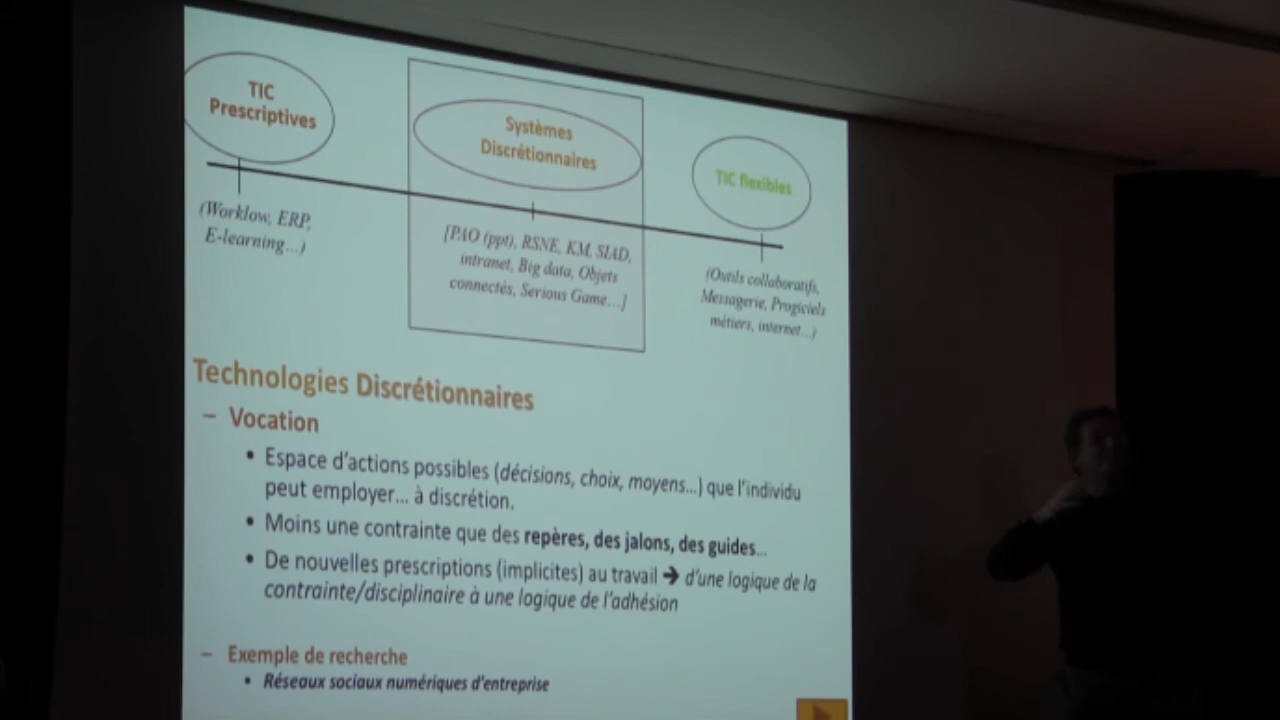 TIC
Prescriptives
Systèmes
Discrétionnaires
TIC flexibles
(Worklow, ERP,
E-learning...)
[PAO (ppt), RSNE, KM, SIAD,
intranet, Big data, Objets
connectés, Serious Game...]
(Outils collaboratifs,
Messagerie, Progiciels
métiers, internet...)
Technologies Discrétionnaires
– Vocation
• Espace d'actions possibles (décisions, choix, moyens...) que l'individu
peut employer... à discrétion.
• Moins une contrainte que des repères, des jalons, des guides...
• De nouvelles prescriptions (implicites) au travail ➔ d'une logique de la
contrainte/disciplinaire à une logique de l'adhésion
– Exemple de recherche
• Réseaux sociaux numériques d'entreprise